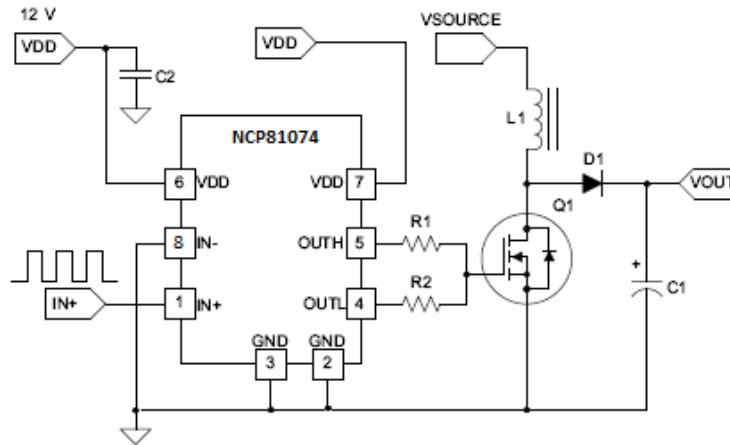 12 V
VDD
C2
VDD
VSOURCE
L1
NCP81074
6 VDD
VDD 7
D1
VOUT
Q1
8 IN-
OUTH 5
R1
IN+
1 IN+
OUTL 4
R2
+
C1
GND
GND
3
2